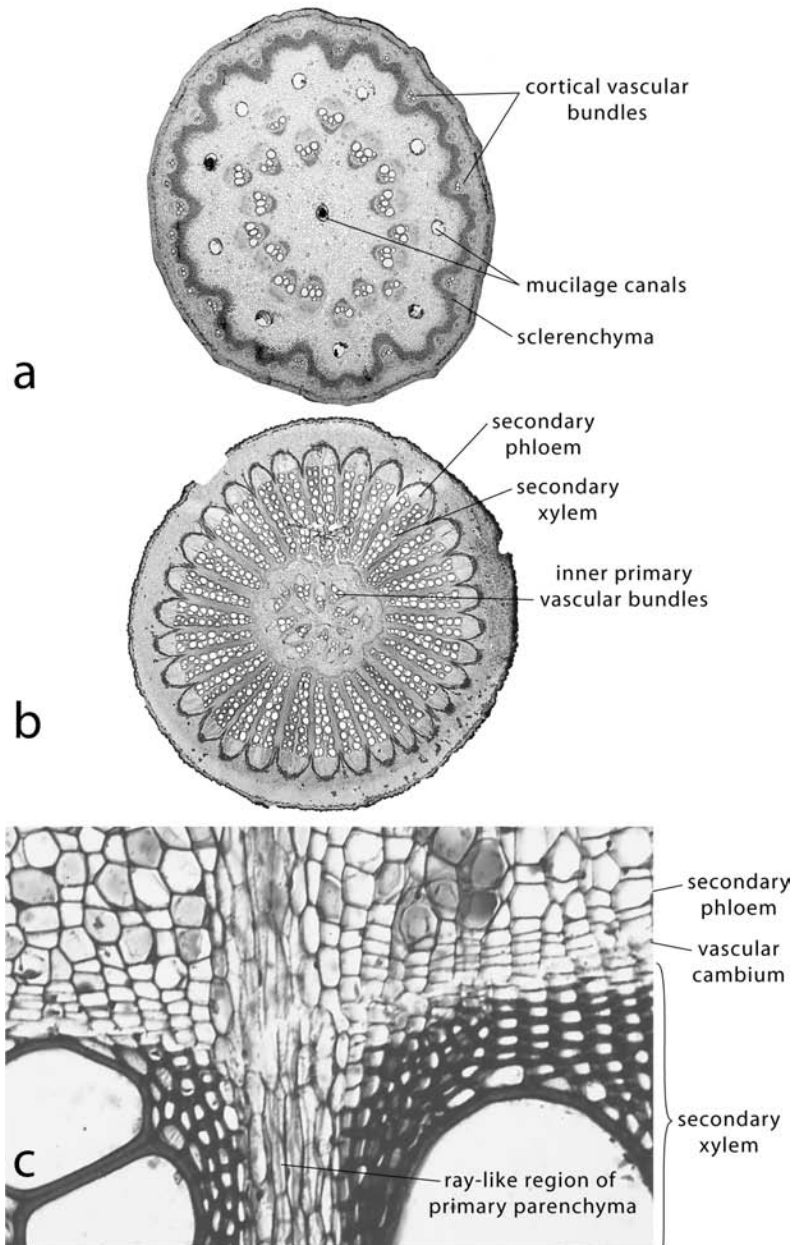 cortical vascular
bundles
mucilage canals
sclerenchyma
a
secondary
phloem
secondary
xylem
inner primary
vascular bundles
b
secondary
phloem
vascular
cambium
secondary
xylem
ray-like region of
primary parenchyma
c